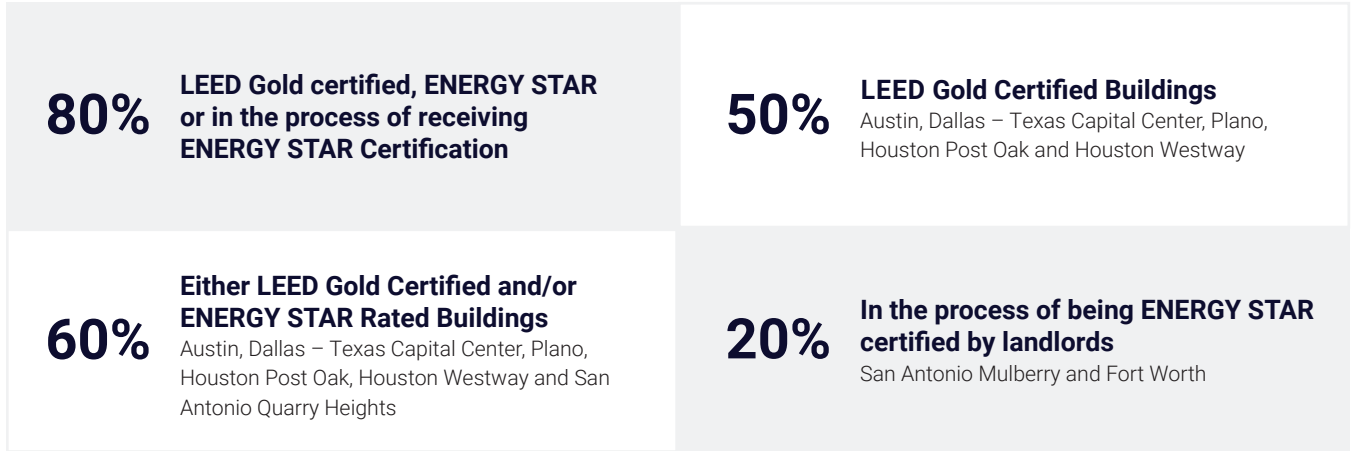 80%
LEED Gold certified, ENERGY STAR
or in the process of receiving
ENERGY STAR Certification
50%
LEED Gold Certified Buildings
Austin, Dallas – Texas Capital Center, Plano,
Houston Post Oak and Houston Westway
60%
Either LEED Gold Certified and/or
ENERGY STAR Rated Buildings
Austin, Dallas – Texas Capital Center, Plano,
Houston Post Oak, Houston Westway and San
Antonio Quarry Heights
20%
In the process of being ENERGY STAR
certified by landlords
San Antonio Mulberry and Fort Worth